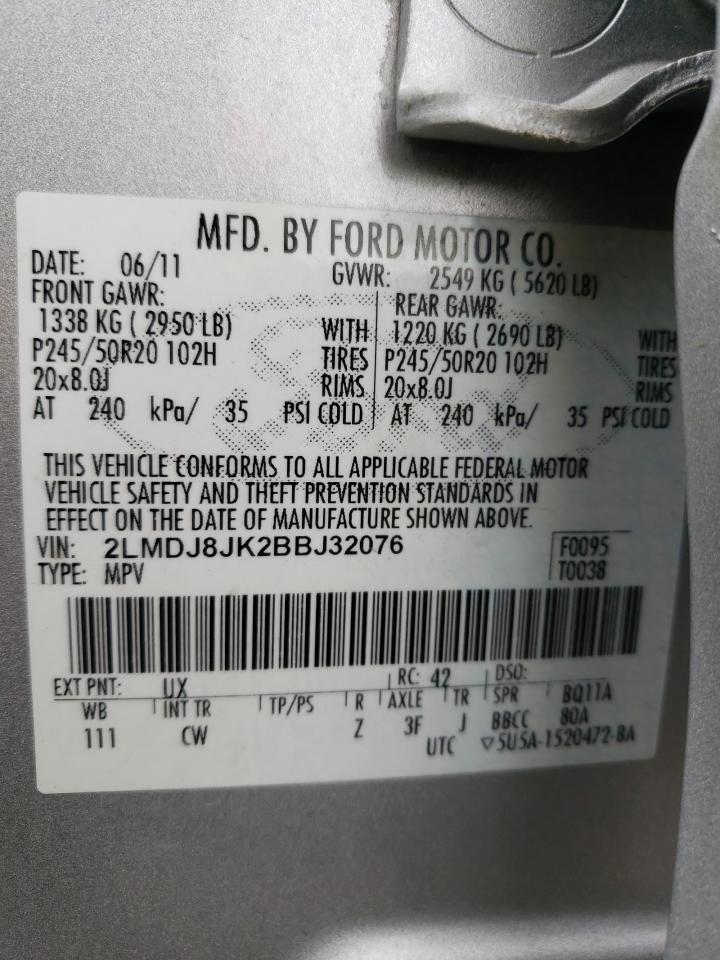 MFD. BY FORD MOTOR CO.
DATE: 06/11 GVWR: 2549 KG ( 5620 LB)
FRONT GAWR: REAR GAWR:
1338 KG ( 2950 LB) WITH 1220 KG ( 2690 LB) WITH
P245/50R20 102H TIRES P245/50R20 102H TIRES
20x8.0J RIMS 20x8.0J RIMS
AT 240 kPa/ 35 PSI COLD AT 240 kPa/ 35 PSI COLD
THIS VEHICLE CONFORMS TO ALL APPLICABLE FEDERAL MOTOR
VEHICLE SAFETY AND THEFT PREVENTION STANDARDS IN
EFFECT ON THE DATE OF MANUFACTURE SHOWN ABOVE.
VIN: 2LMDJ8JK2BBJ32076 F0095
TYPE: MPV T0038
EXT PNT: UX RC: 42 DSO:
WB INT TR TP/PS R AXLE TR SPR BQ11A
111 CW Z 3F J BBCC 80A
UTC ▽5U5A-1520472-BA